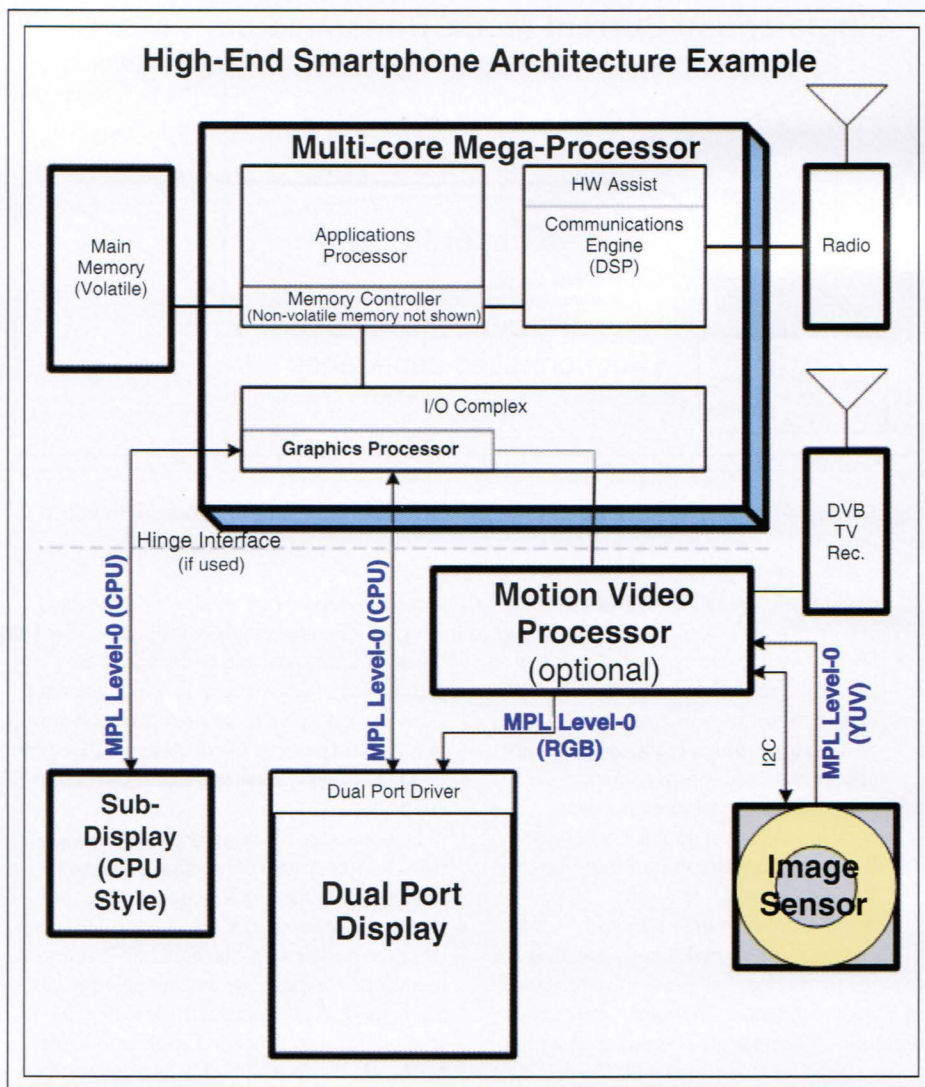 High-End Smartphone Architecture Example
Multi-core Mega-Processor
HW Assist
Main
Memory
(Volatile)
Applications
Processor
Communications
Engine
(DSP)
Radio
Memory Controller
(Non-volatile memory not shown)
I/O Complex
Graphics Processor
DVB
TV
Rec.
Hinge Interface
(if used)
MPL Level-0 (CPU)
MPL Level-0 (CPU)
Motion Video
Processor
(optional)
MPL Level-0
(RGB)
I2C
MPL Level-0
(YUV)
Sub-
Display
(CPU
Style)
Dual Port Driver
Dual Port
Display
Image
Sensor